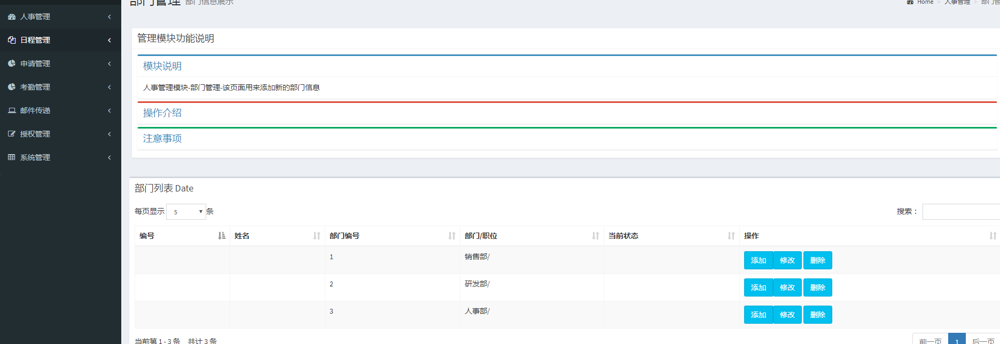 部门管理 部门信息展示
Home > 人事管理 > 部门管
人事管理
日程管理
申请管理
考勤管理
邮件传递
授权管理
系统管理
管理模块功能说明
模块说明
人事管理模块-部门管理-该页面用来添加新的部门信息
操作介绍
注意事项
部门列表 Date
每页显示 5 条
搜索：
编号 姓名 部门编号 部门/职位 当前状态 操作
1 销售部/ 添加 修改 删除
2 研发部/ 添加 修改 删除
3 人事部/ 添加 修改 删除
当前第 1 - 3 条 共计 3 条
前一页 1 后一页